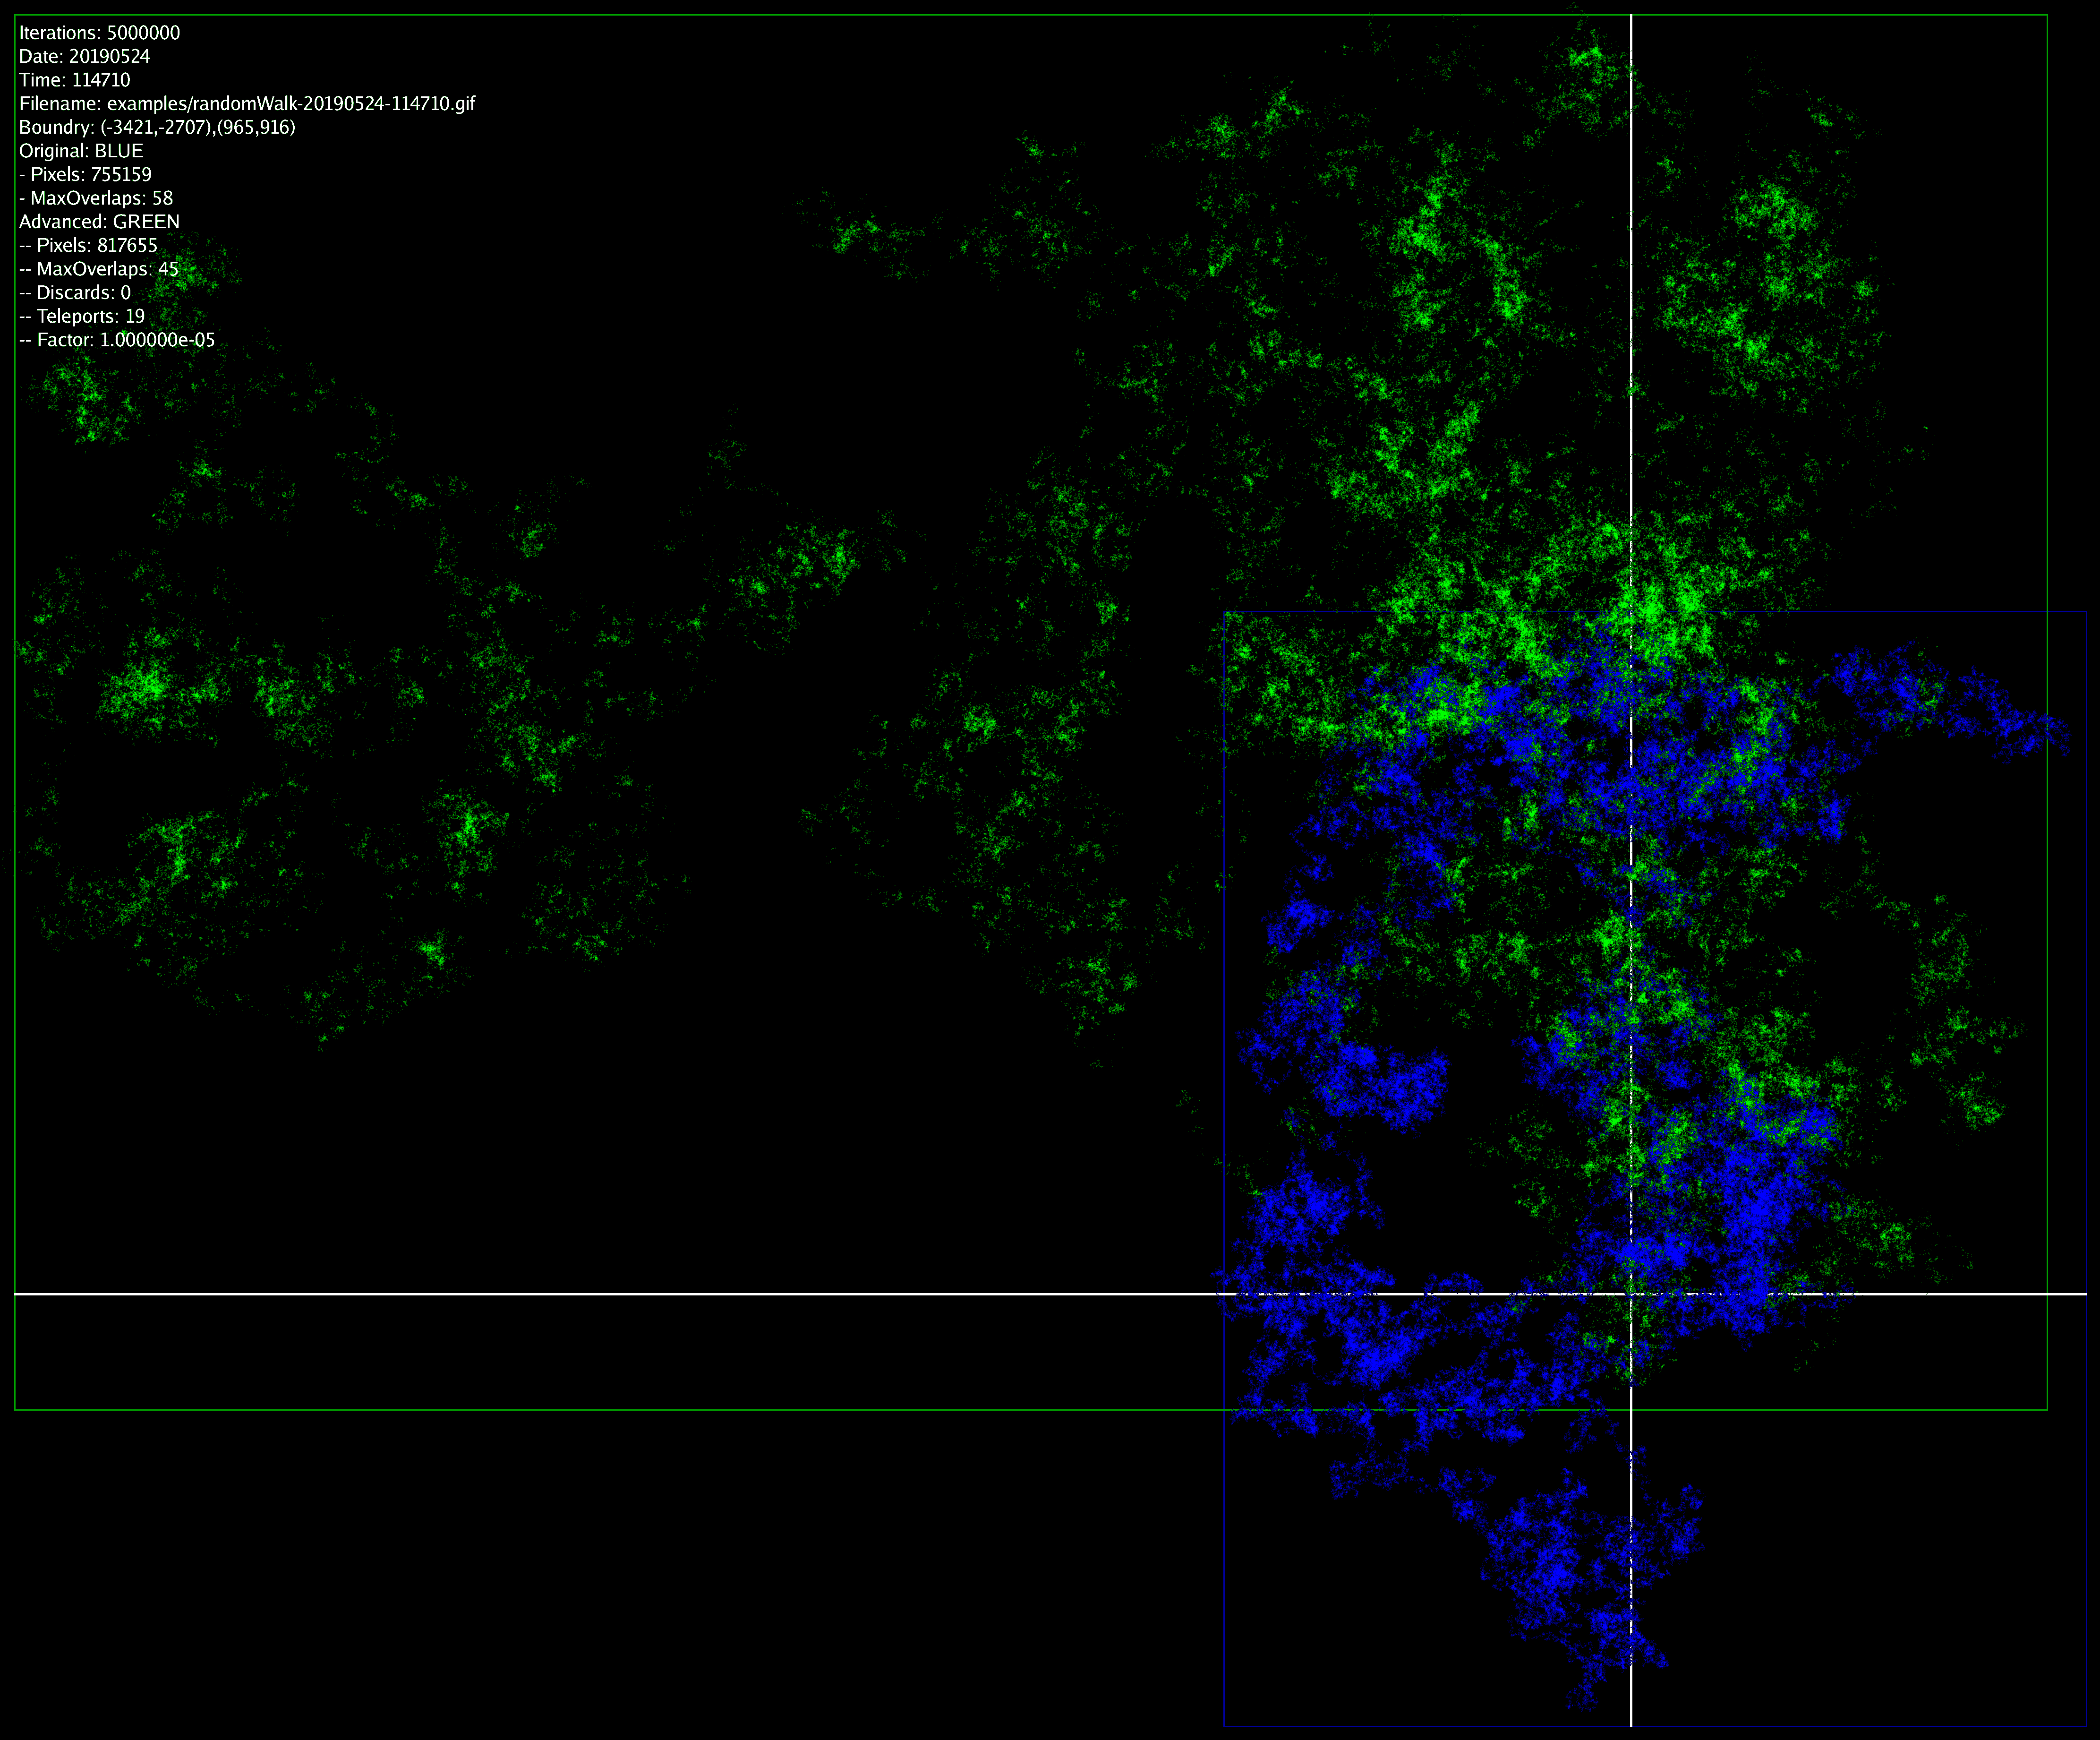 Iterations: 5000000
Date: 20190524
Time: 114710
Filename: examples/randomWalk-20190524-114710.gif
Boundry: (-3421,-2707),(965,916)
Original: BLUE
- Pixels: 755159
- MaxOverlaps: 58
Advanced: GREEN
-- Pixels: 817655
-- MaxOverlaps: 45
-- Discards: 0
-- Teleports: 19
-- Factor: 1.000000e-05